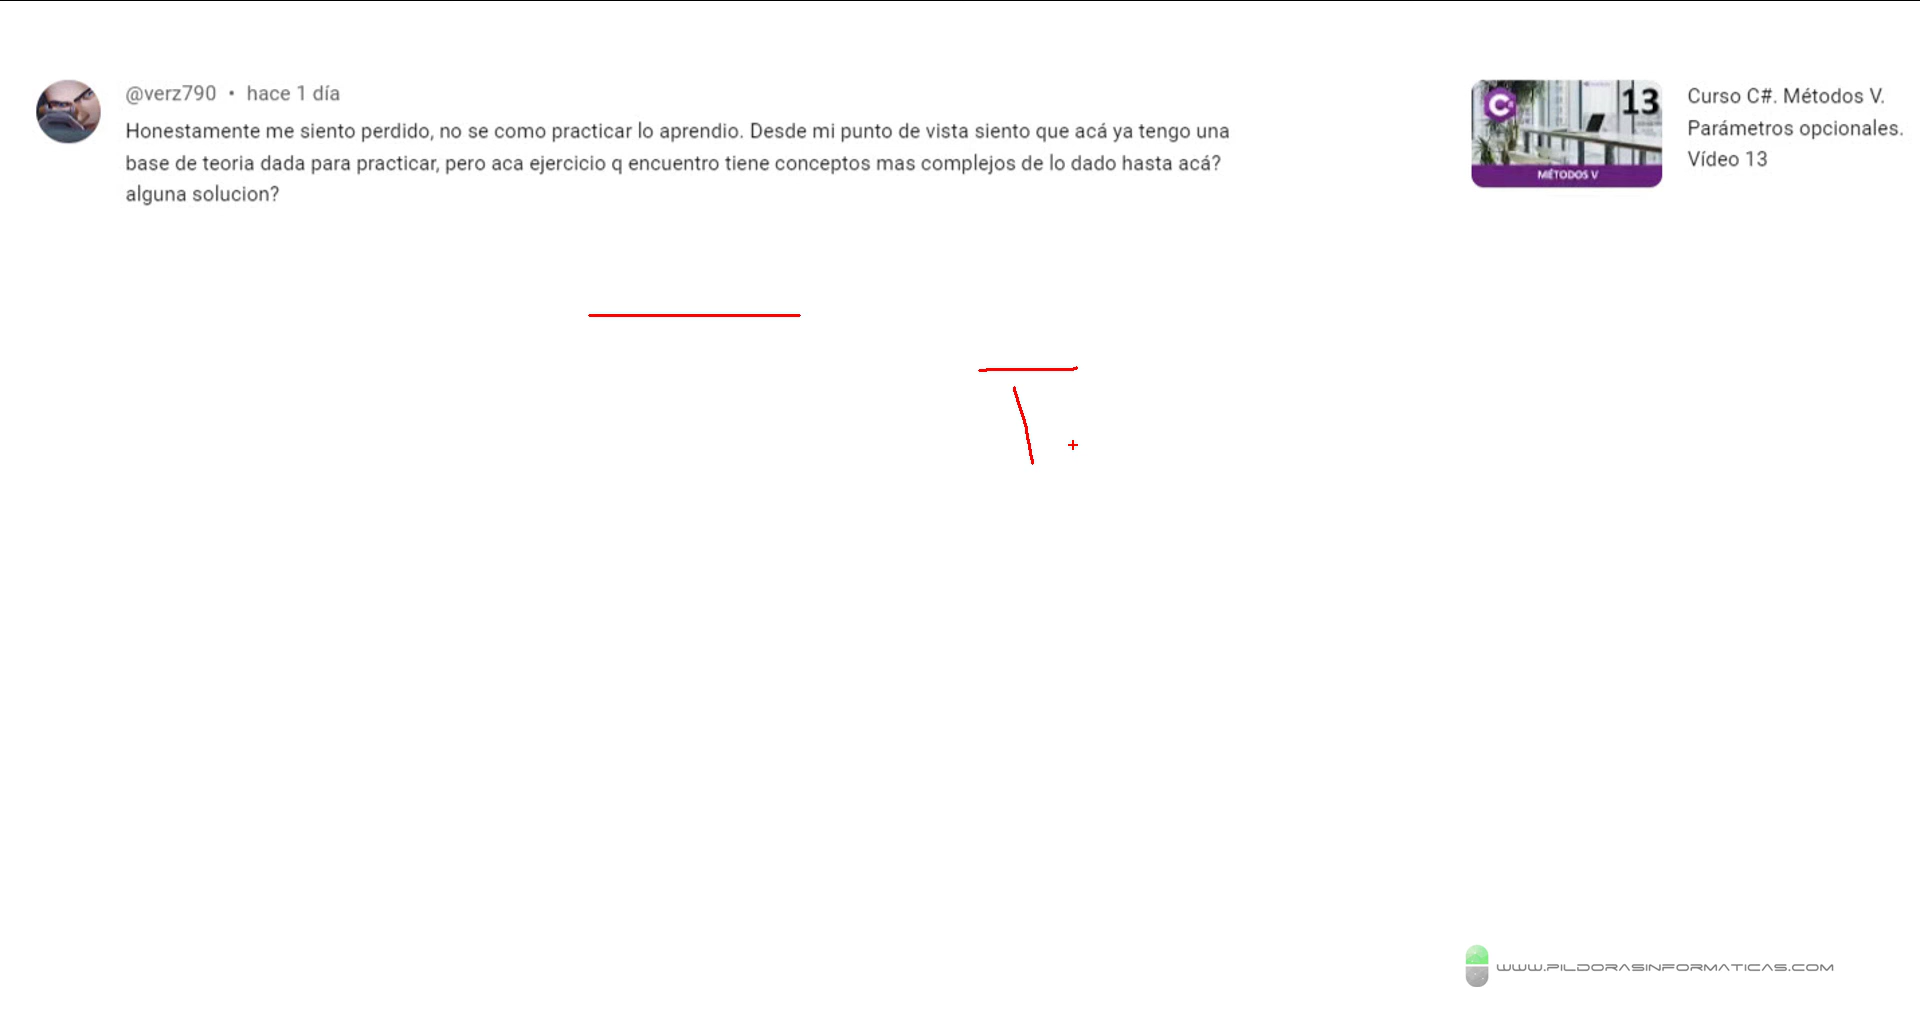 @verz790 • hace 1 día
Honestamente me siento perdido, no se como practicar lo aprendio. Desde mi punto de vista siento que acá ya tengo una
base de teoria dada para practicar, pero aca ejercicio q encuentro tiene conceptos mas complejos de lo dado hasta acá?
alguna solucion?
C#
13
MÉTODOS V
Curso C#. Métodos V.
Parámetros opcionales.
Vídeo 13
WWW.PILDORASINFORMATICAS.COM